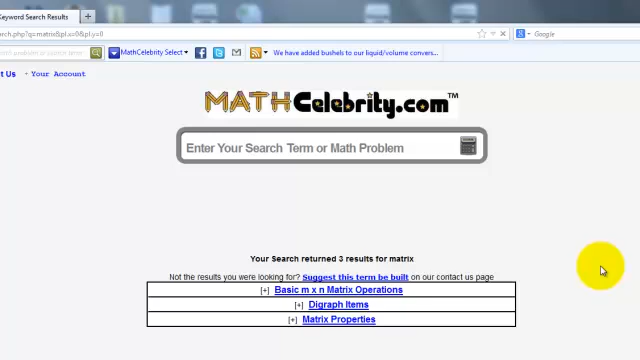 Keyword Search Results
arch.php?q=matrix&pl.x=0&pl.y=0
Google
MathCelebrity Select
We have added bushels to our liquid/volume convers...
t Us · Your Account
MATHCelebrity.com™
Enter Your Search Term or Math Problem
Your Search returned 3 results for matrix
Not the results you were looking for? Suggest this term be built on our contact us page
[+] Basic m x n Matrix Operations
[+] Digraph Items
[+] Matrix Properties